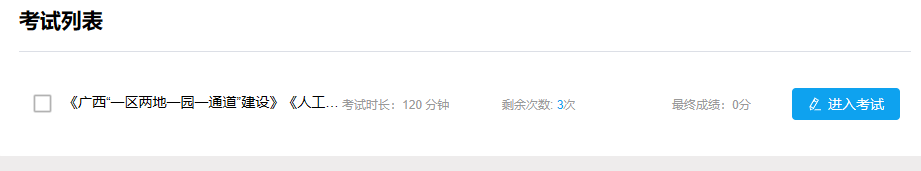 考试列表
《广西“一区两地一园一通道”建设》《人工... 考试时长：120 分钟 剩余次数: 3次 最终成绩：0分 进入考试